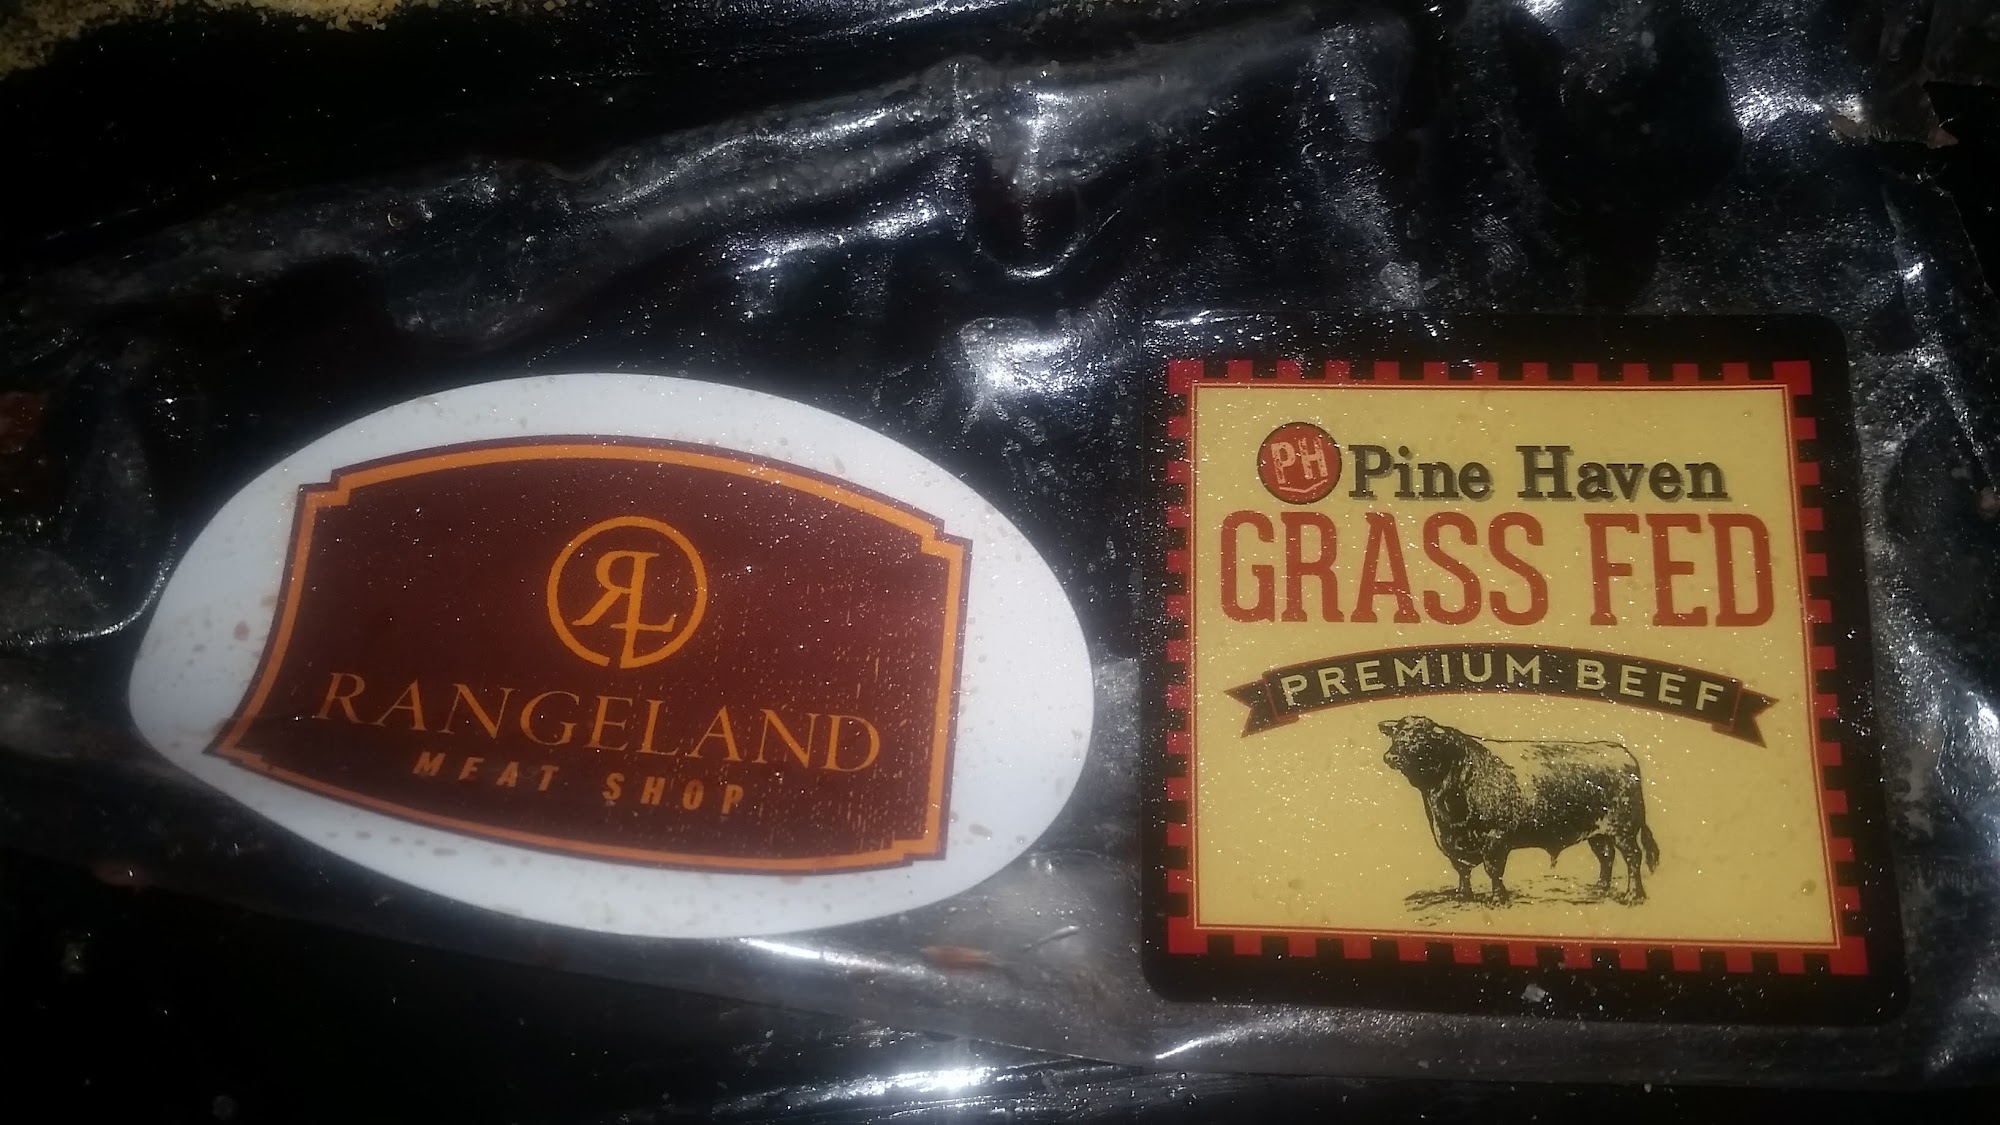 RL
RANGELAND
MEAT SHOP
PH Pine Haven
GRASS FED
PREMIUM BEEF